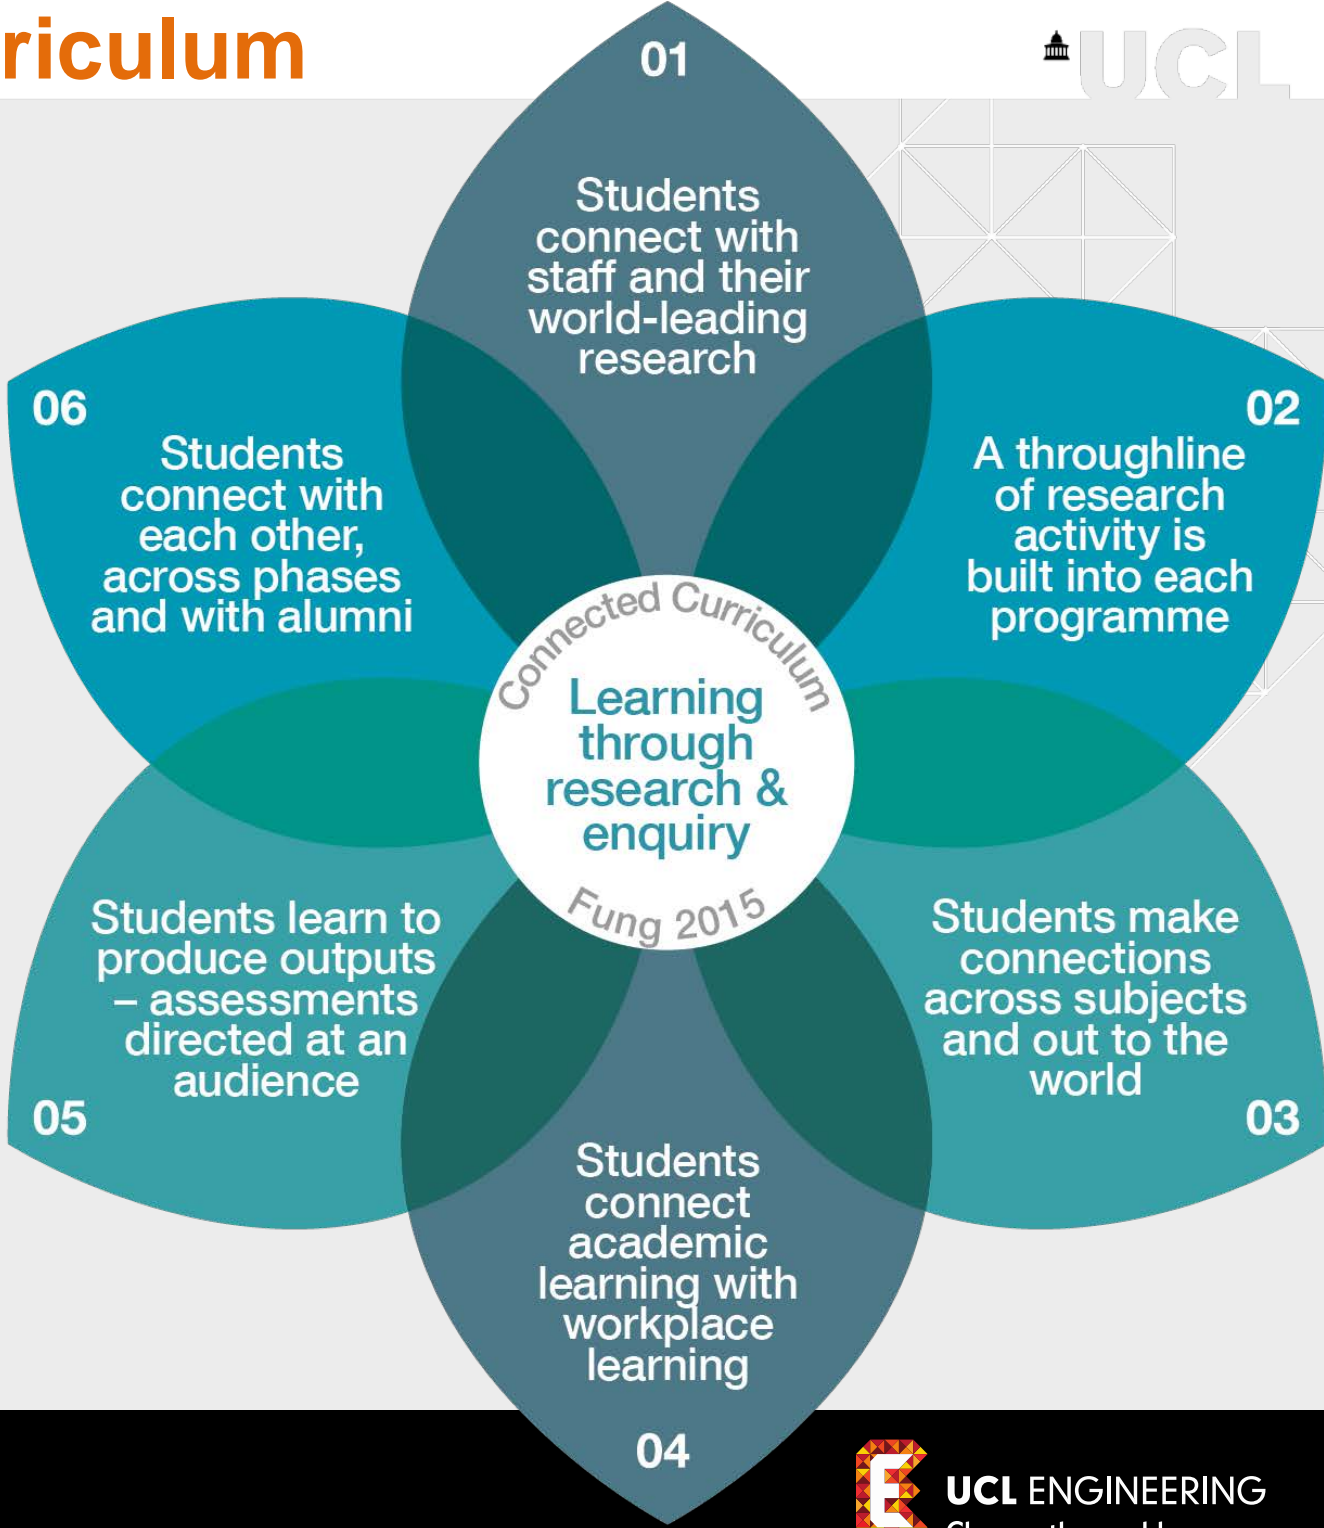 riculum
UCL
01
Students
connect with
staff and their
world-leading
research
02
A throughline
of research
activity is
built into each
programme
03
Students make
connections
across subjects
and out to the
world
04
Students
connect
academic
learning with
workplace
learning
05
Students learn to
produce outputs
– assessments
directed at an
audience
06
Students
connect with
each other,
across phases
and with alumni
Connected Curriculum
Learning
through
research &
enquiry
Fung 2015
UCL ENGINEERING